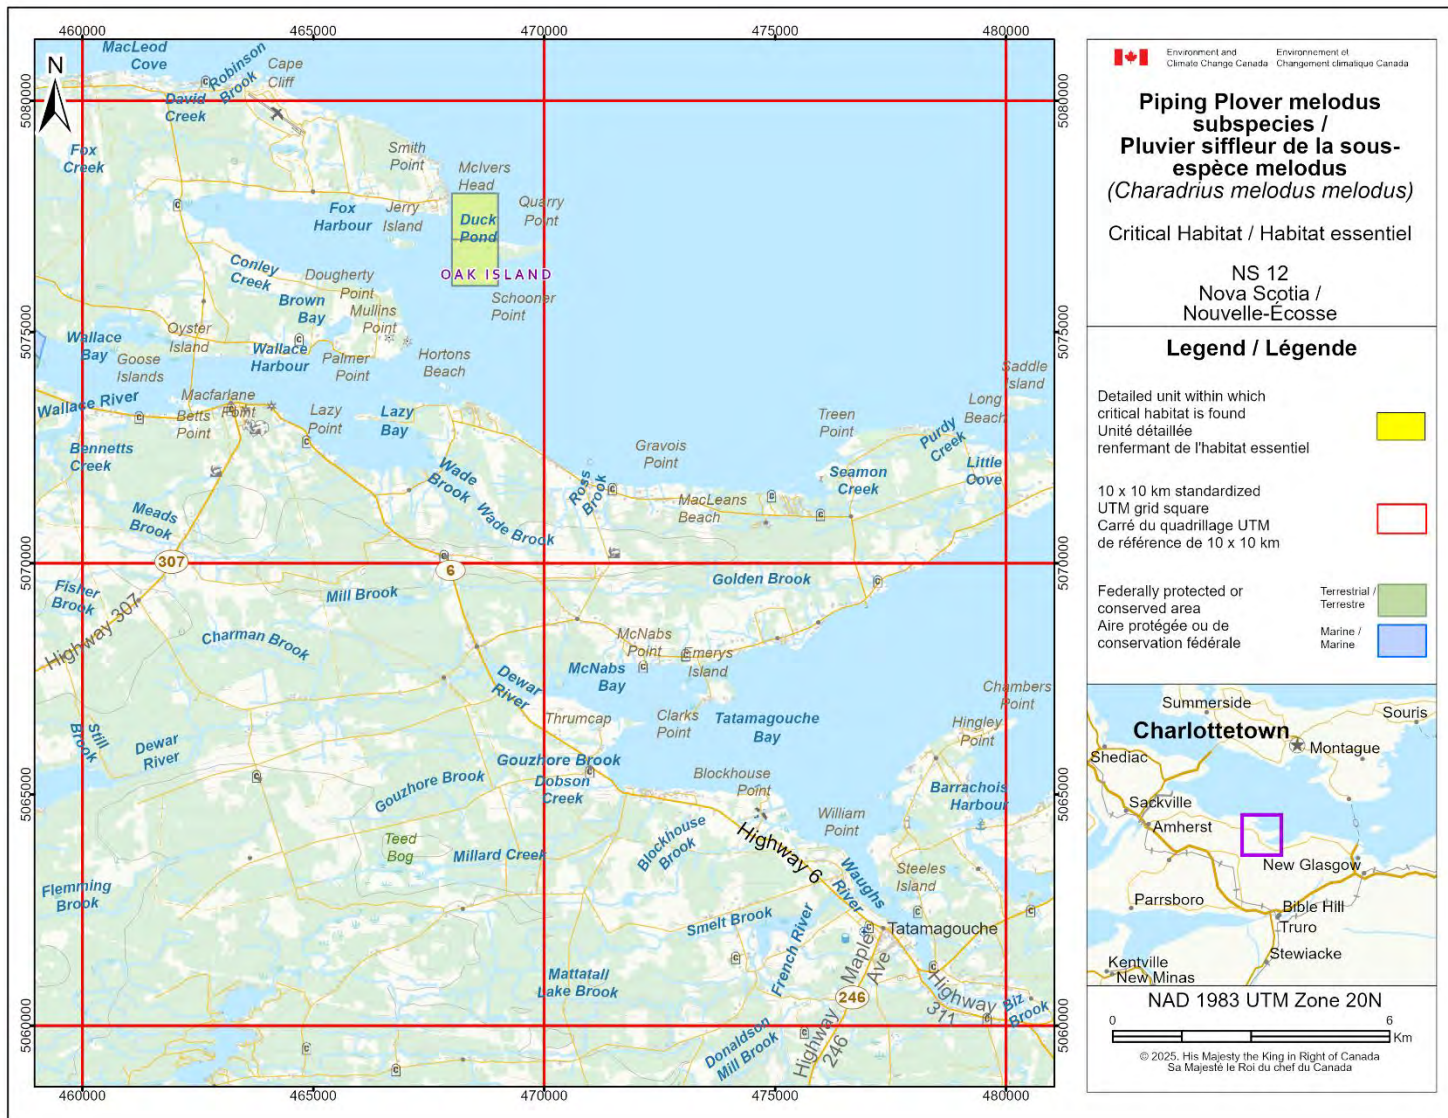 460000
465000
470000
475000
480000
MacLeod
Cove
Robinson
Brook
Cape
Cliff
N
David
Creek
5080000
5080000
Fox
Creek
Smith
Point
McIvers
Head
Fox
Harbour
Jerry
Island
Duck
Pond
Quarry
Point
Conley
Creek
Dougherty
Point
OAK ISLAND
Brown
Bay
Mullins
Point
Schooner
Point
5075000
5075000
Wallace
Bay
Oyster
Island
Goose
Islands
Wallace
Harbour
Palmer
Point
Hortons
Beach
Saddle
Island
Wallace River
Macfarlane
Point
Betts
Point
Lazy
Point
Lazy
Bay
Treen
Point
Long
Beach
Purdy
Creek
Bennetts
Creek
Wade
Brook
Gravois
Point
Seamon
Creek
Little
Cove
Ross
Brook
Meads
Brook
Wade Brook
MacLeans
Beach
307
6
5070000
5070000
Fisher
Brook
Mill Brook
Golden Brook
Highway 307
Charman Brook
McNabs
Point
Emerys
Island
McNabs
Bay
Dewar
River
Chambers
Point
Still
Brook
Dewar
River
Thrumcap
Clarks
Point
Tatamagouche
Bay
Hingley
Point
Gouzhore Brook
Gouzhore Brook
Dobson
Creek
Blockhouse
Point
Barrachois
Harbour
5065000
5065000
William
Point
Teed
Bog
Millard Creek
Blockhouse
Brook
Highway 6
Waughs
River
Steeles
Island
Flemming
Brook
Smelt Brook
French River
Tatamagouche
Maple
Ave
Mattatall
Lake Brook
246
Highway
311
Biz
Brook
5060000
5060000
Donaldson
Mill Brook
Highway
246
460000
465000
470000
475000
480000
Environment and
Climate Change Canada
Environnement et
Changement climatique Canada
Piping Plover melodus
subspecies /
Pluvier siffleur de la sous-
espèce melodus
(Charadrius melodus melodus)
Critical Habitat / Habitat essentiel
NS 12
Nova Scotia /
Nouvelle-Écosse
Legend / Légende
Detailed unit within which
critical habitat is found
Unité détaillée
renfermant de l'habitat essentiel
10 x 10 km standardized
UTM grid square
Carré du quadrillage UTM
de référence de 10 x 10 km
Federally protected or
conserved area
Aire protégée ou de
conservation fédérale
Terrestrial /
Terrestre
Marine /
Marine
Summerside
Souris
Charlottetown
Montague
Shediac
Sackville
Amherst
New Glasgow
Parrsboro
Bible Hill
Truro
Stewiacke
Kentville
New Minas
NAD 1983 UTM Zone 20N
0
6
Km
© 2025. His Majesty the King in Right of Canada
Sa Majesté le Roi du chef du Canada